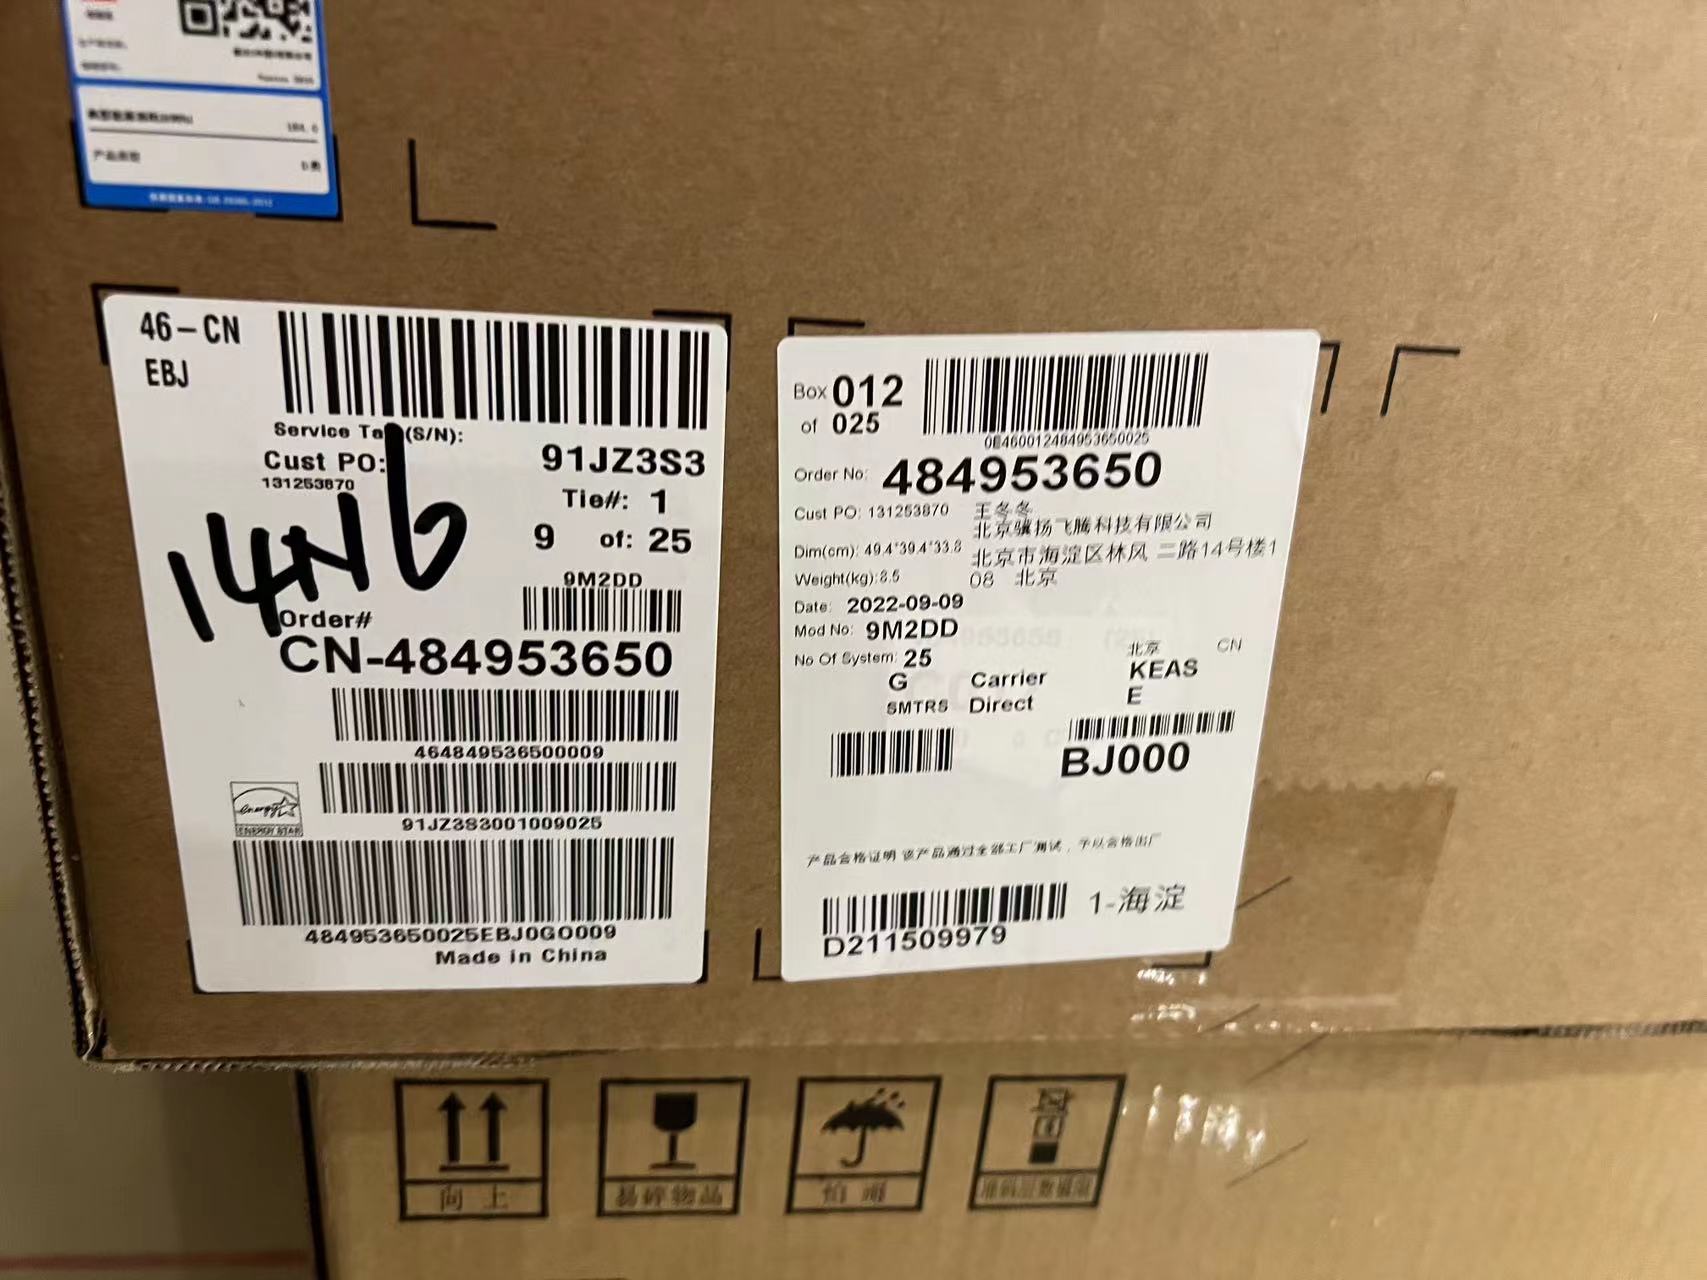 46-CN
EBJ
Service Ta (S/N):
Cust PO:
91JZ3S3
131253870
Tie#: 1
9 of: 25
14N6
9M2DD
Order#
CN-484953650
464849536500009
91JZ3S3001009025
energy
ENERGY STAR
484953650025EBJ0GO009
Made in China
Box 012
of 025
0E460012484953650025
Order No: 484953650
Cust PO: 131253870 王冬冬
北京骥扬飞腾科技有限公司
Dim(cm): 49.4*39.4*33.8 北京市海淀区林风 二路14号楼1
Weight(kg):8.5 08 北京
Date: 2022-09-09
Mod No: 9M2DD
No Of System: 25
北京 CN
G Carrier KEAS
SMTRS Direct E
BJ000
产品合格证明 该产品通过全部工厂测试，予以合格出厂
D211509979
1-海淀
向 上
易碎物品
怕 雨